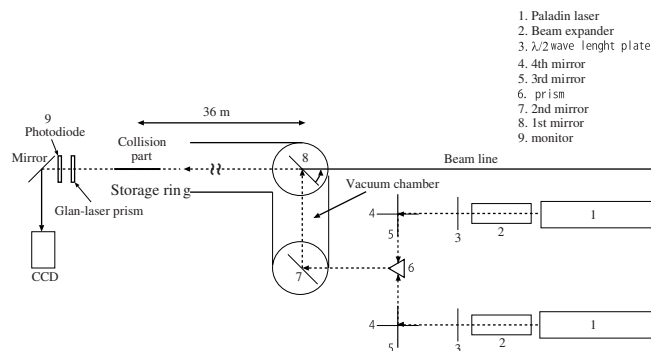 1. Paladin laser
2. Beam expander
3. λ/2 wave lenght plate
4. 4th mirror
5. 3rd mirror
6. prism
7. 2nd mirror
8. 1st mirror
9. monitor
36 m
9
Photodiode
Collision
part
Mirror
8
Beam line
Storage ring
Vacuum chamber
Glan-laser prism
4
5
3
2
1
CCD
7
6
4
5
3
2
1